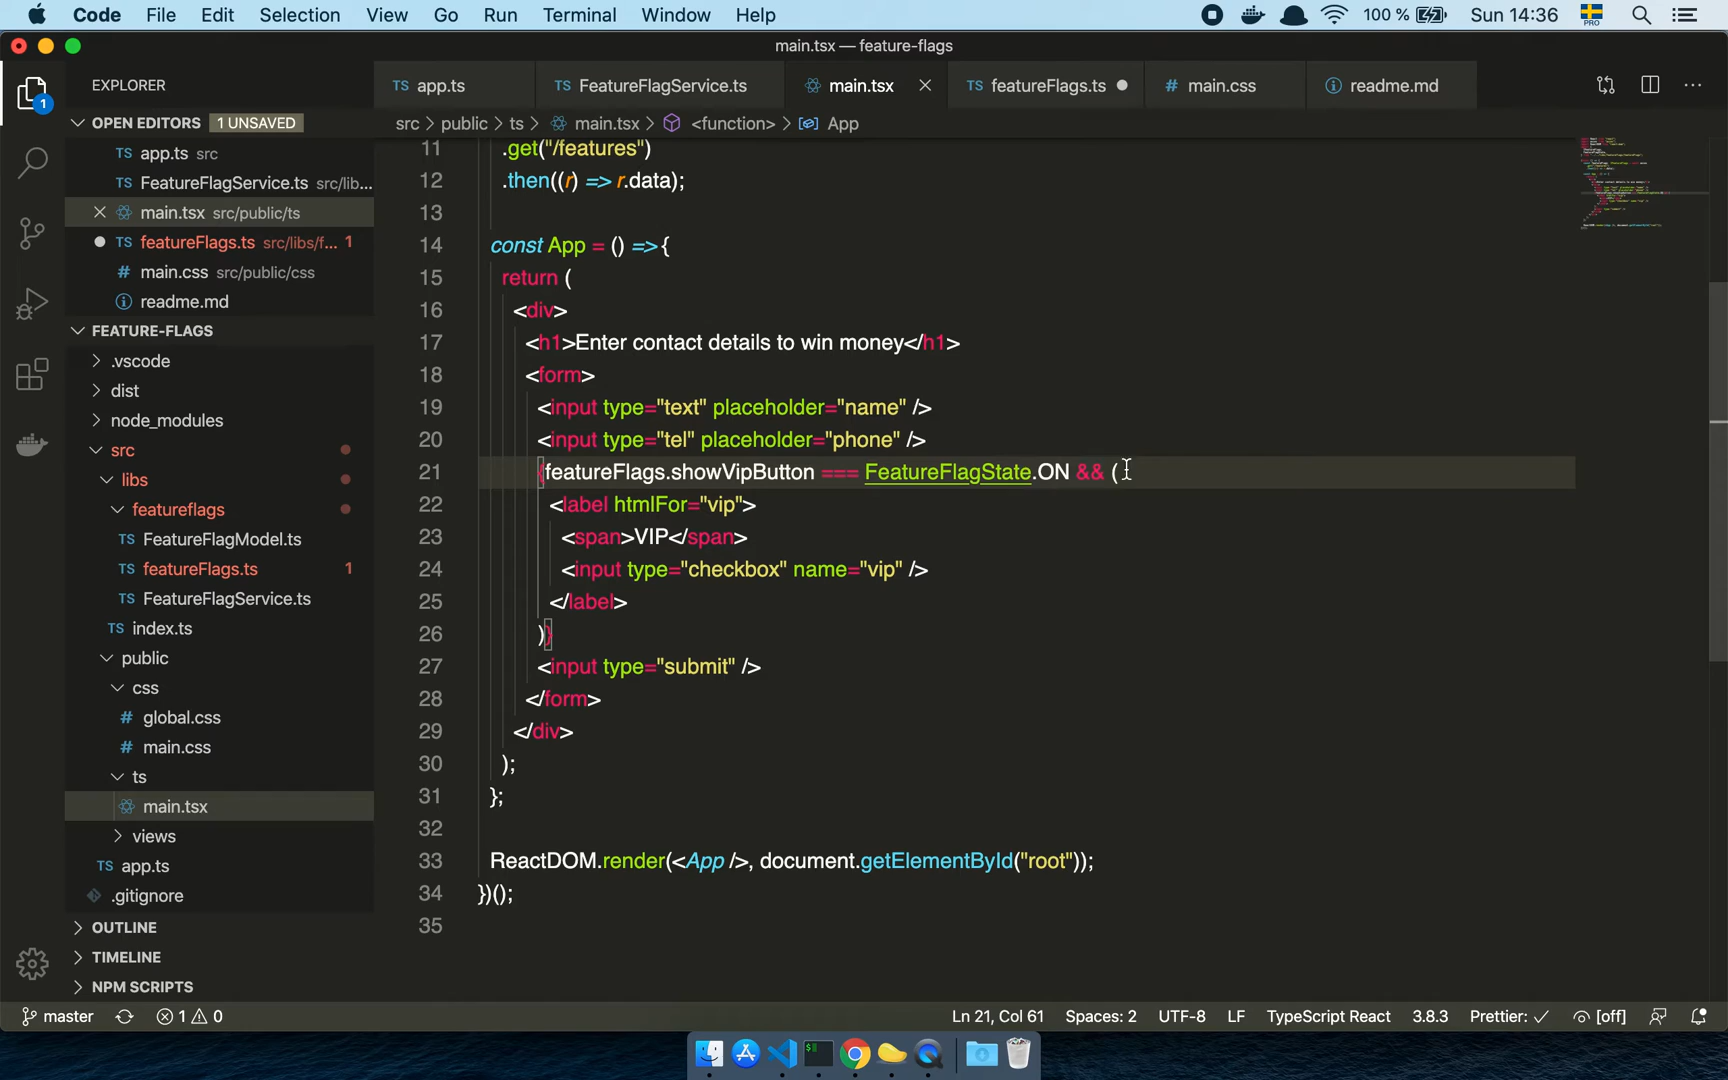 Code File Edit Selection View Go Run Terminal Window Help 100 % Sun 14:36 PRO
main.tsx — feature-flags
EXPLORER
TS app.ts TS FeatureFlagService.ts main.tsx TS featureFlags.ts # main.css readme.md
1
OPEN EDITORS 1 UNSAVED
src > public > ts > main.tsx > <function> > App
TS app.ts src
TS FeatureFlagService.ts src/lib...
main.tsx src/public/ts
TS featureFlags.ts src/libs/f... 1
# main.css src/public/css
readme.md
FEATURE-FLAGS
.vscode
dist
node_modules
src
libs
featureflags
TS FeatureFlagModel.ts
TS featureFlags.ts 1
TS FeatureFlagService.ts
TS index.ts
public
css
# global.css
# main.css
ts
main.tsx
views
TS app.ts
.gitignore
OUTLINE
TIMELINE
NPM SCRIPTS
11 .get("/features")
12 .then((r) => r.data);
13
14 const App = () =>{
15 return (
16 <div>
17 <h1>Enter contact details to win money</h1>
18 <form>
19 <input type="text" placeholder="name" />
20 <input type="tel" placeholder="phone" />
21 {featureFlags.showVipButton === FeatureFlagState.ON && (
22 <label htmlFor="vip">
23 <span>VIP</span>
24 <input type="checkbox" name="vip" />
25 </label>
26 )}
27 <input type="submit" />
28 </form>
29 </div>
30 );
31 };
32
33 ReactDOM.render(<App />, document.getElementById("root"));
34 })();
35
master 1 0 Ln 21, Col 61 Spaces: 2 UTF-8 LF TypeScript React 3.8.3 Prettier: ✓ [off]